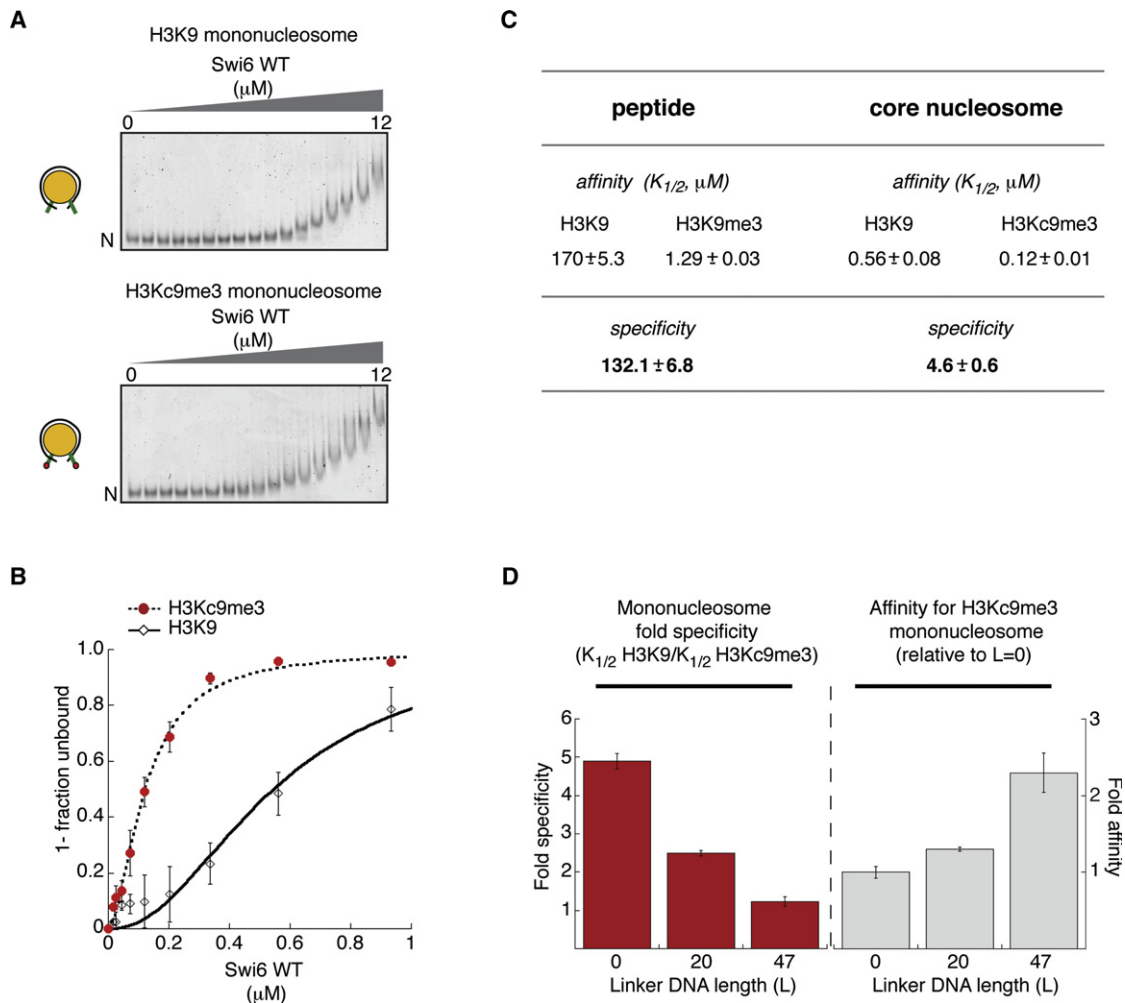 A
H3K9 mononucleosome
Swi6 WT
(µM)
0 12
N
H3Kc9me3 mononucleosome
Swi6 WT
(µM)
0 12
N
B
H3Kc9me3
H3K9
1- fraction unbound
1.0
0.8
0.6
0.4
0.2
0
0 0.2 0.4 0.6 0.8 1
Swi6 WT
(µM)
C
peptide core nucleosome
affinity (K1/2, µM) affinity (K1/2, µM)
H3K9 H3K9me3 H3K9 H3Kc9me3
170±5.3 1.29 ± 0.03 0.56±0.08 0.12±0.01
specificity specificity
132.1±6.8 4.6 ± 0.6
D
Mononucleosome
fold specificity
(K1/2 H3K9/K1/2 H3Kc9me3)
Affinity for H3Kc9me3
mononucleosome
(relative to L=0)
Fold specificity
6
5
4
3
2
1
0 20 47
Linker DNA length (L)
3
2
1
Fold affinity
0 20 47
Linker DNA length (L)